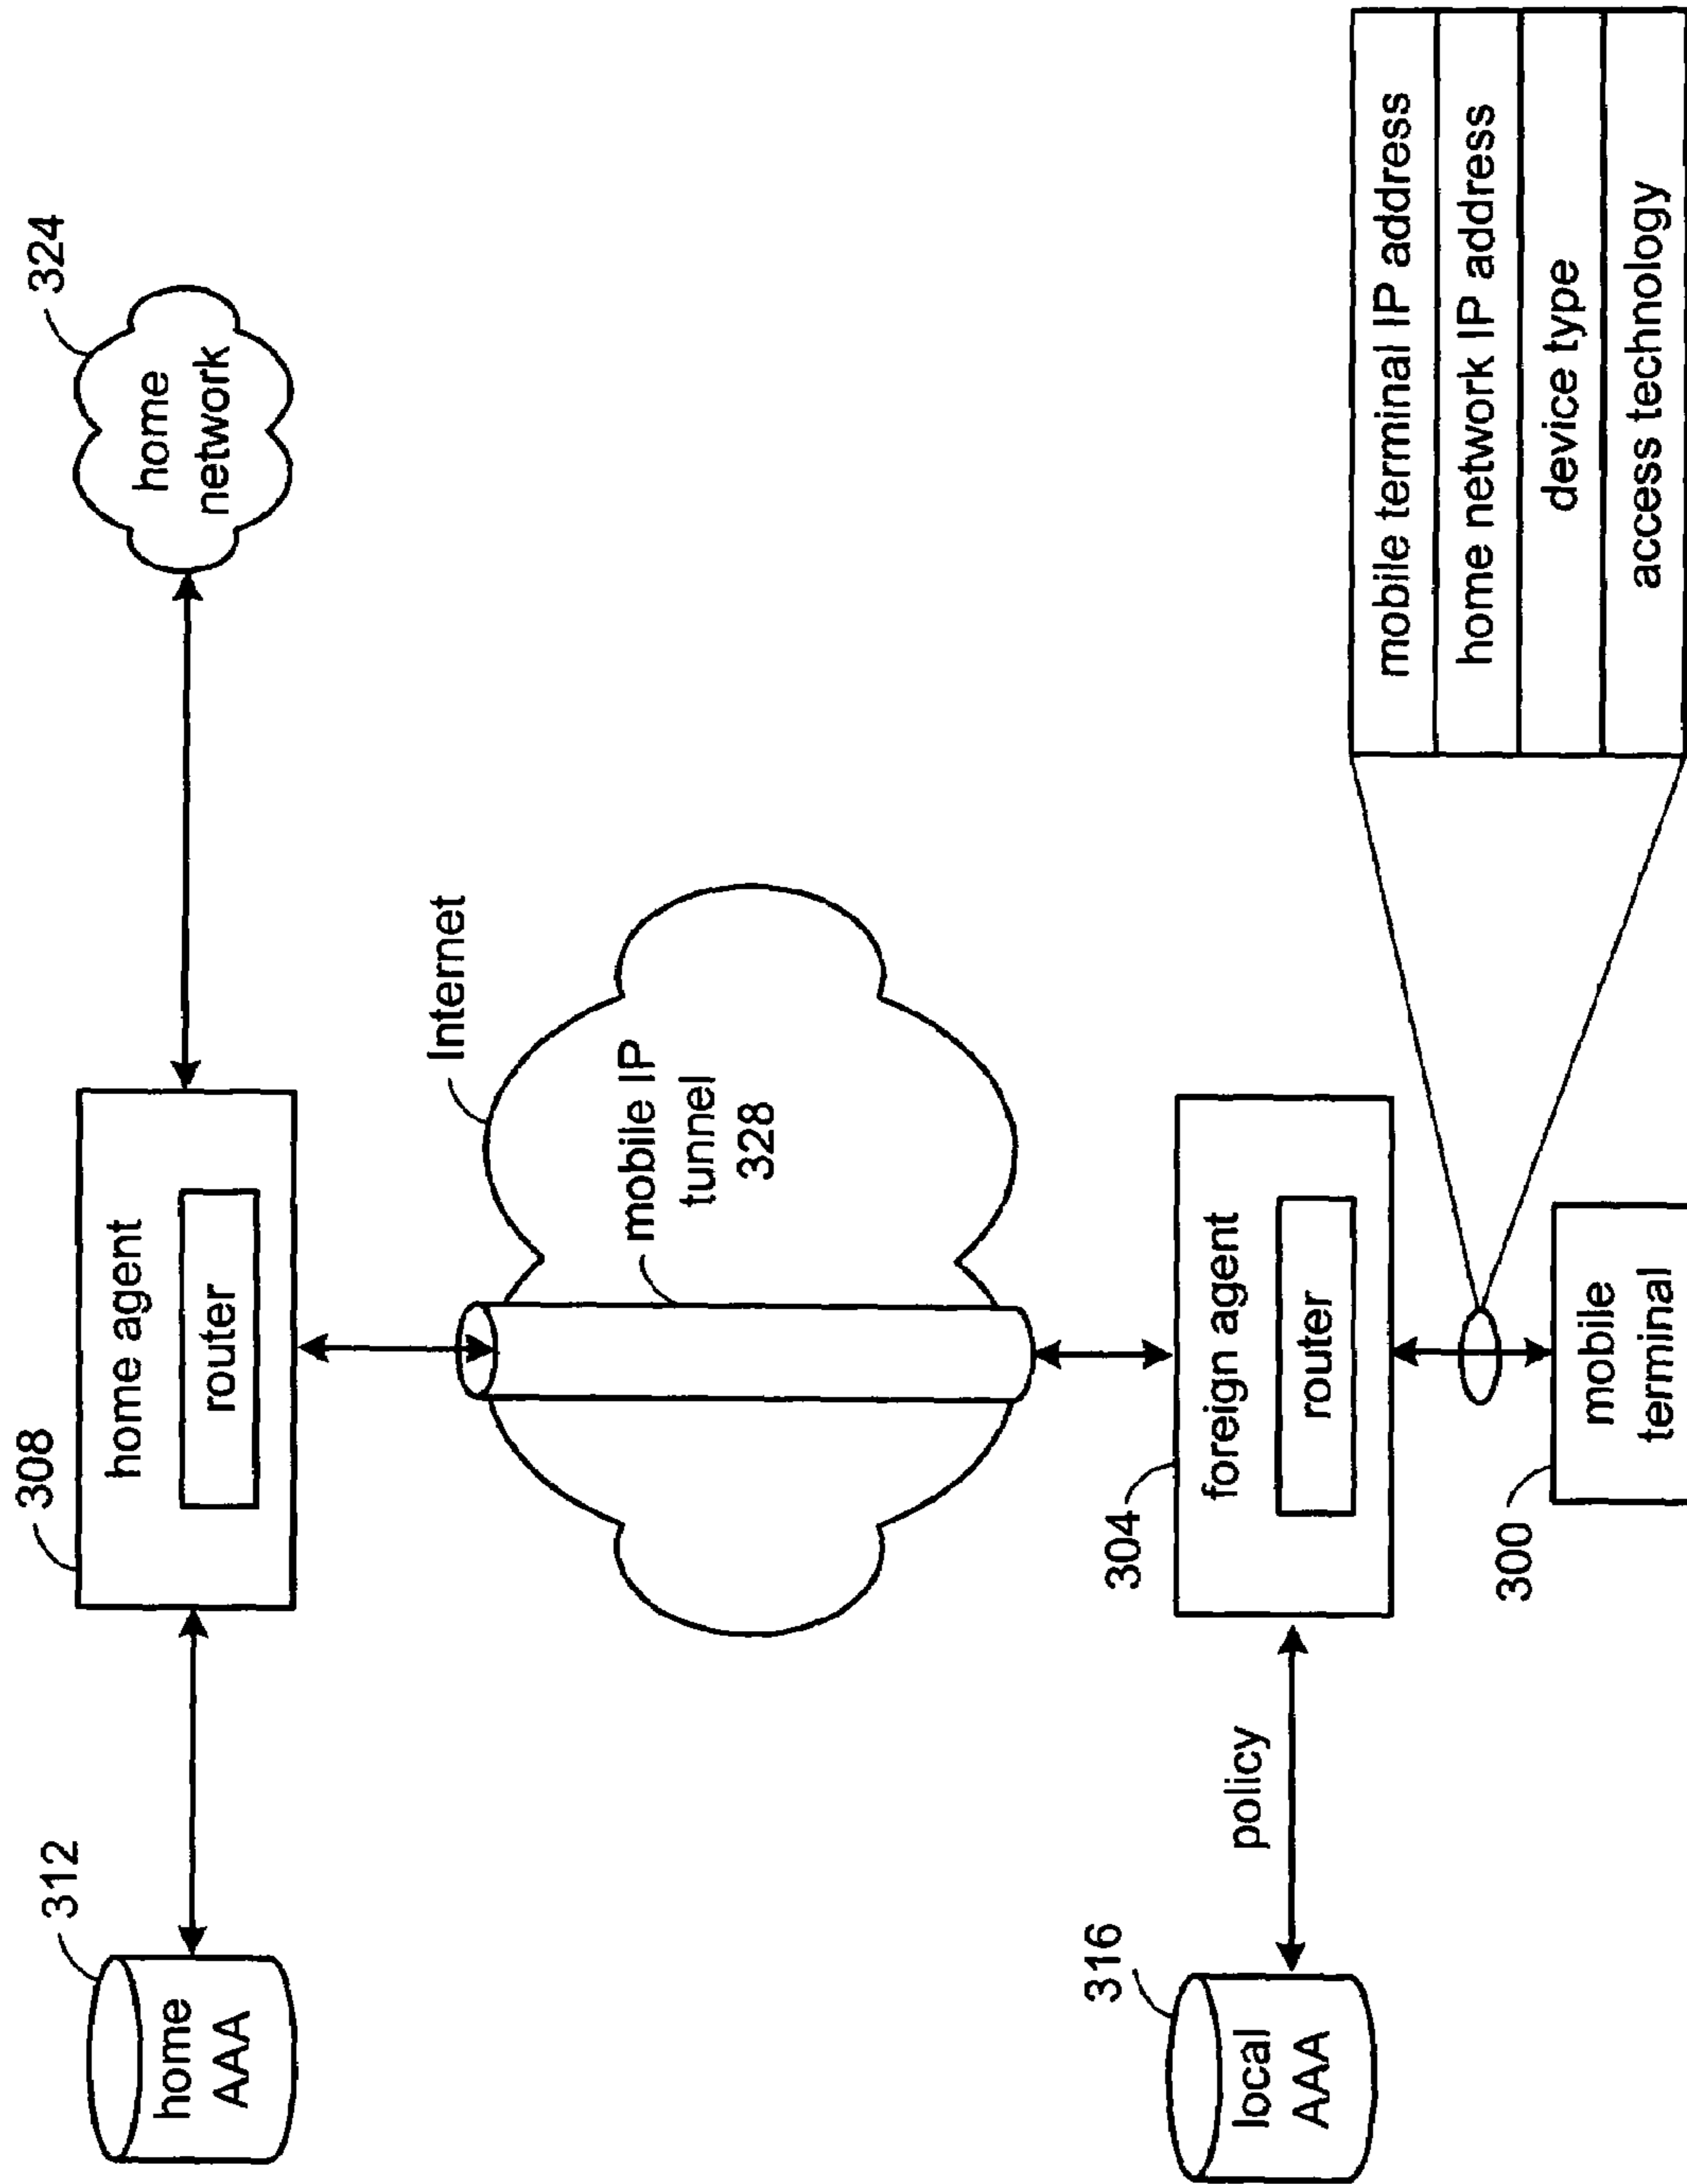 308
324
312
home agent
home
network
router
home
AAA
Internet
mobile IP
tunnel
328
304
316
foreign agent
policy
router
local
AAA
mobile terminal IP address
home network IP address
device type
access technology
300
mobile
terminal